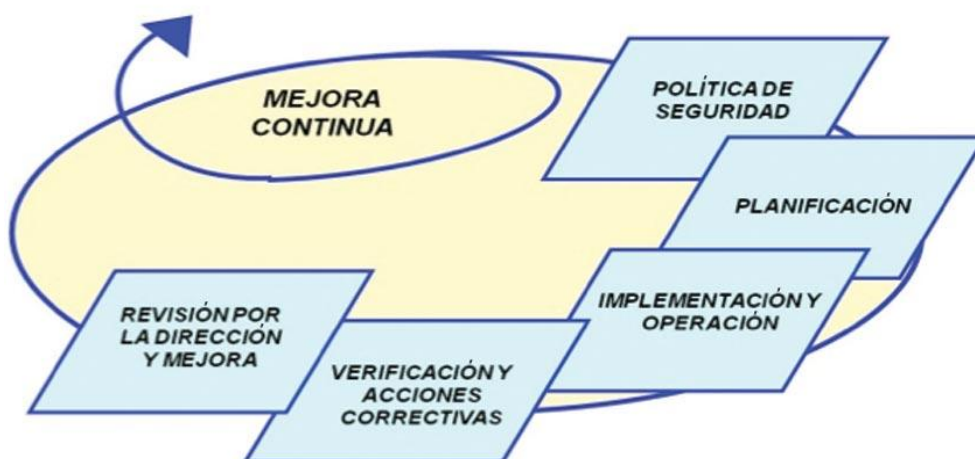 MEJORA
CONTINUA
POLÍTICA DE
SEGURIDAD
PLANIFICACIÓN
IMPLEMENTACIÓN Y
OPERACIÓN
VERIFICACIÓN Y
ACCIONES
CORRECTIVAS
REVISIÓN POR
LA DIRECCIÓN
Y MEJORA